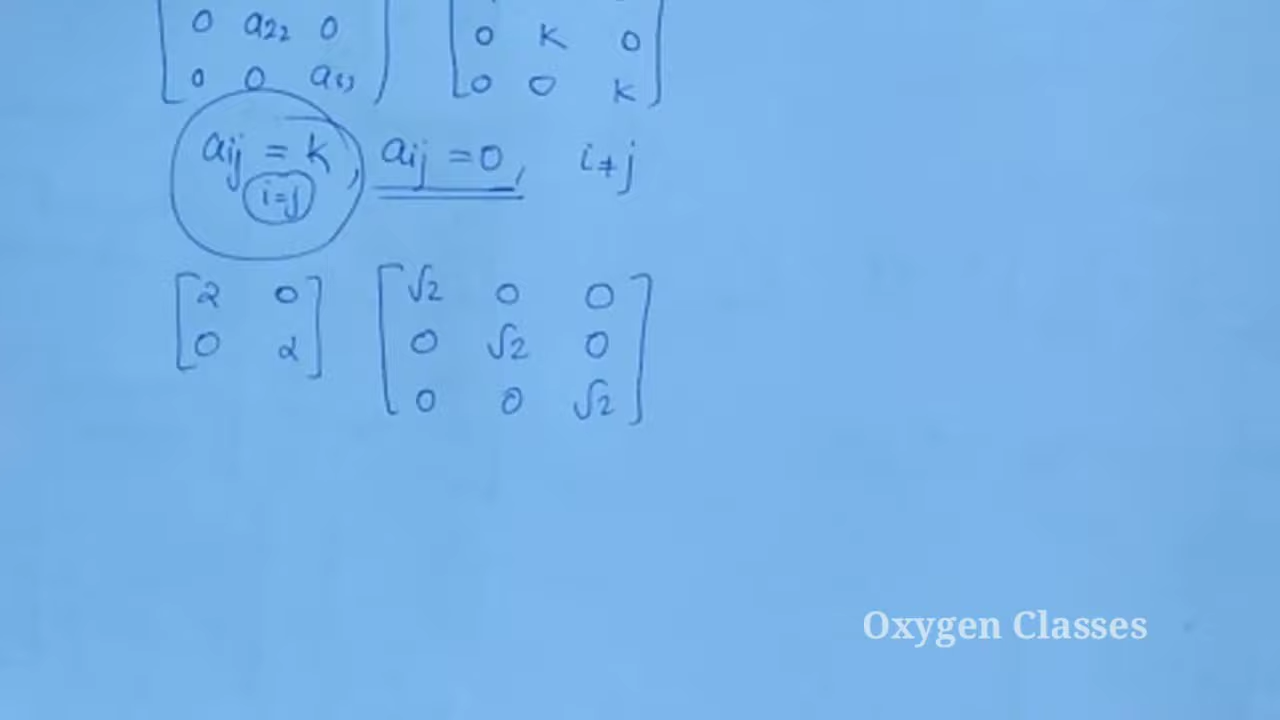 0 a22 0 0 K 0
0 0 a33 0 0 K
aij = K, aij = 0, i≠j
i=j
2 0 √2 0 0
0 2 0 √2 0
0 0 √2
Oxygen Classes